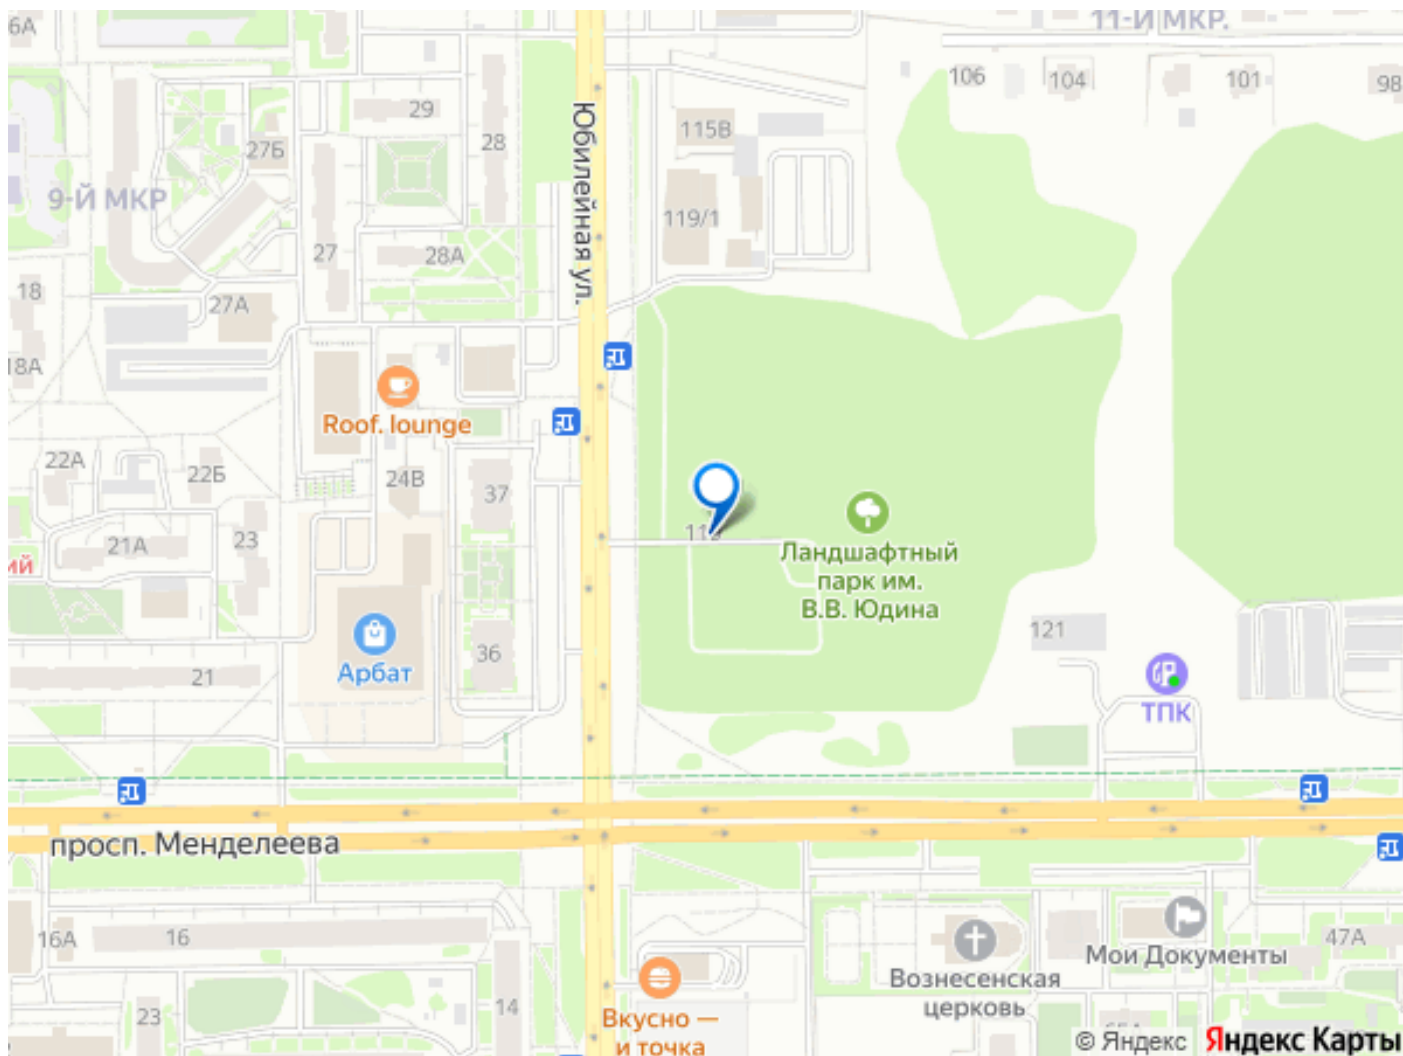 11-Й МКР.
6А
106
104
101
98
29
115В
28
27Б
9-Й МКР
Юбилейная ул.
119/1
27
28А
18
27А
18А
Roof. lounge
22А
22Б
24В
37
21А
23
ий
Ландшафтный
парк им.
В.В. Юдина
121
36
Арбат
21
ТПК
просп. Менделеева
16А
16
47А
Мои Документы
Вознесенская
церковь
14
23
Вкусно —
и точка
© Яндекс
Яндекс Карты